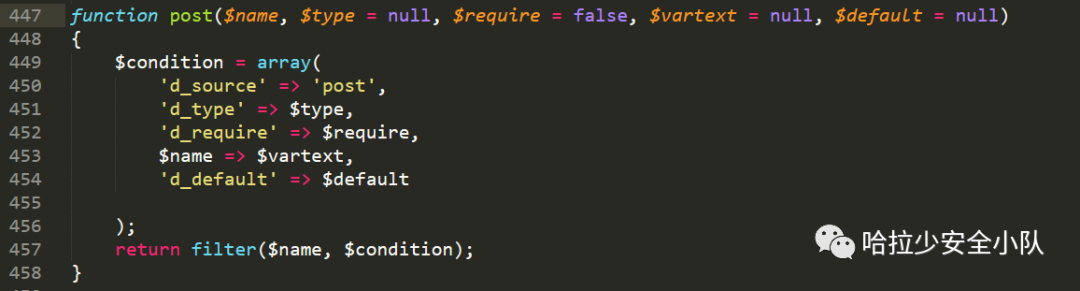 447 function post($name, $type = null, $require = false, $vartext = null, $default = null)
448 {
449     $condition = array(
450         'd_source' => 'post',
451         'd_type' => $type,
452         'd_require' => $require,
453         $name => $vartext,
454         'd_default' => $default
455
456     );
457     return filter($name, $condition);
458 }
哈拉少安全小队